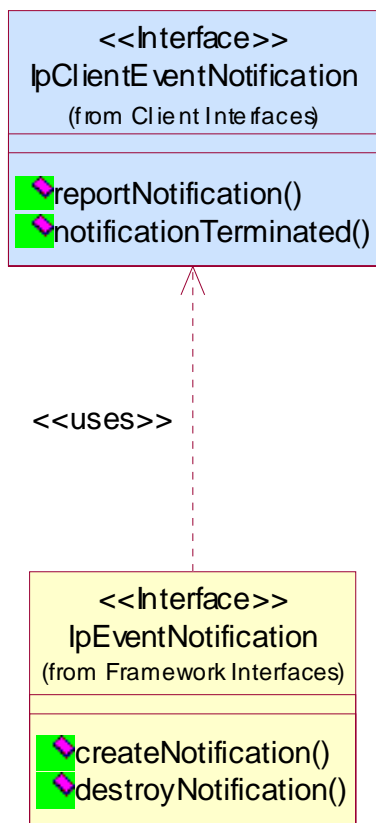 <<Interface>>
IpClientEventNotification
(from Client Interfaces)
reportNotification()
notificationTerminated()
<<uses>>
<<Interface>>
IpEventNotification
(from Framework Interfaces)
createNotification()
destroyNotification()